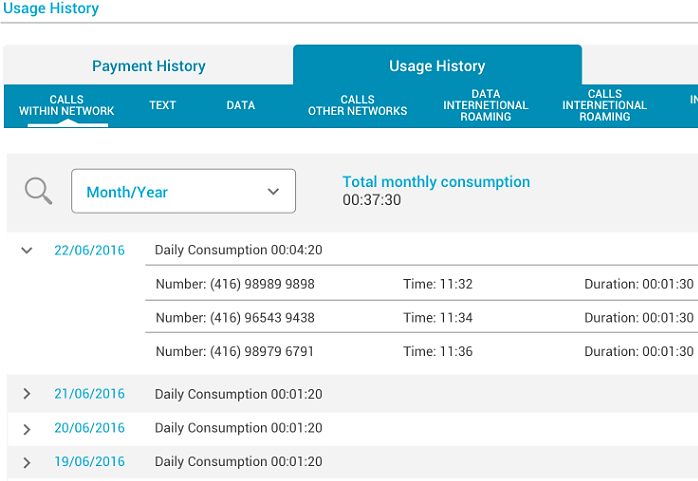 Usage History
Payment History
Usage History
CALLS
WITHIN NETWORK
TEXT
DATA
CALLS
OTHER NETWORKS
DATA
INTERNETIONAL
ROAMING
CALLS
INTERNETIONAL
ROAMING
IN
Month/Year
Total monthly consumption
00:37:30
22/06/2016 Daily Consumption 00:04:20
Number: (416) 98989 9898 Time: 11:32 Duration: 00:01:30
Number: (416) 96543 9438 Time: 11:34 Duration: 00:01:30
Number: (416) 98979 6791 Time: 11:36 Duration: 00:01:30
21/06/2016 Daily Consumption 00:01:20
20/06/2016 Daily Consumption 00:01:20
19/06/2016 Daily Consumption 00:01:20